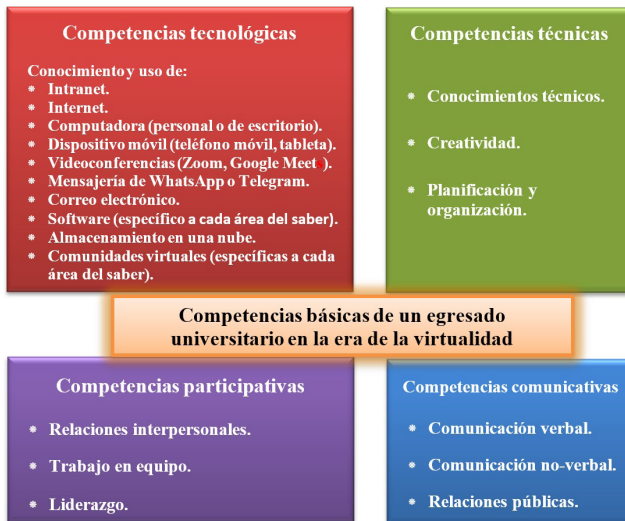 Competencias tecnológicas
Conocimiento y uso de:
* Intranet.
* Internet.
* Computadora (personal o de escritorio).
* Dispositivo móvil (teléfono móvil, tableta).
* Videoconferencias (Zoom, Google Meets).
* Mensajería de WhatsApp o Telegram.
* Correo electrónico.
* Software (específico a cada área del saber).
* Almacenamiento en una nube.
* Comunidades virtuales (específicas a cada
área del saber).
Competencias técnicas
* Conocimientos técnicos.
* Creatividad.
* Planificación y
organización.
Competencias básicas de un egresado
universitario en la era de la virtualidad
Competencias participativas
* Relaciones interpersonales.
* Trabajo en equipo.
* Liderazgo.
Competencias comunicativas
* Comunicación verbal.
* Comunicación no-verbal.
* Relaciones públicas.